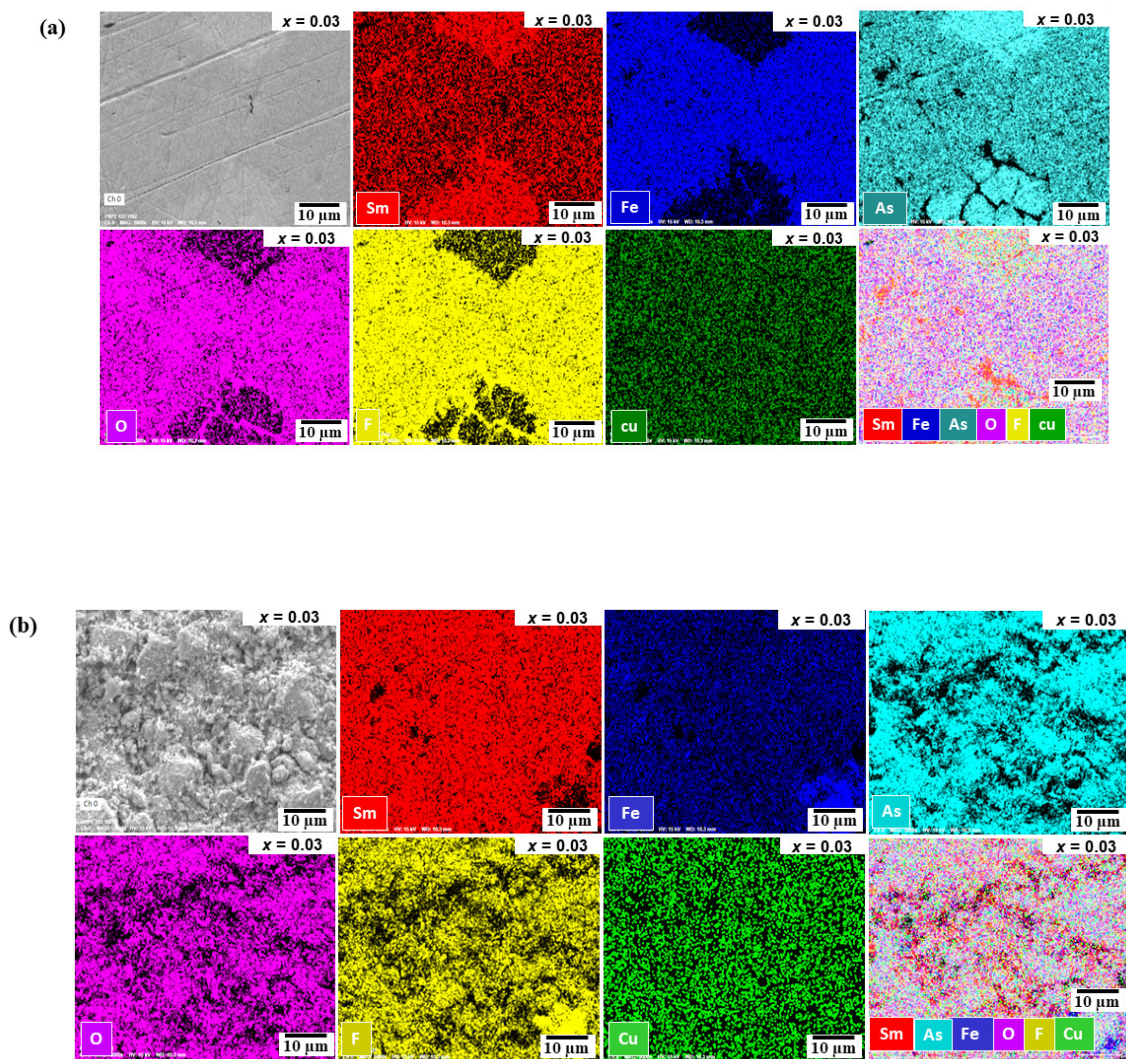 (a)
x = 0.03
x = 0.03
x = 0.03
x = 0.03
Ch 0
10 µm
Sm
10 µm
Fe
10 µm
As
10 µm
x = 0.03
x = 0.03
x = 0.03
x = 0.03
O
10 µm
F
10 µm
cu
10 µm
10 µm
Sm Fe As O F cu
(b)
x = 0.03
x = 0.03
x = 0.03
x = 0.03
Ch 0
10 µm
Sm
10 µm
Fe
10 µm
As
10 µm
x = 0.03
x = 0.03
x = 0.03
x = 0.03
O
10 µm
F
10 µm
Cu
10 µm
10 µm
Sm As Fe O F Cu